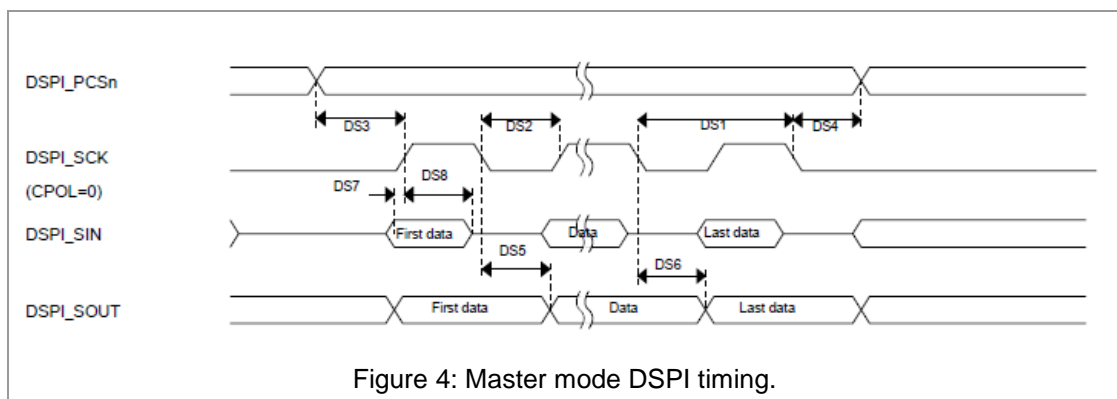 DSPI_PCSn
DS3 DS2 DS1 DS4
DSPI_SCK
(CPOL=0)
DS7 DS8
DSPI_SIN
First data Data Last data
DS5 DS6
DSPI_SOUT
First data Data Last data
Figure 4: Master mode DSPI timing.